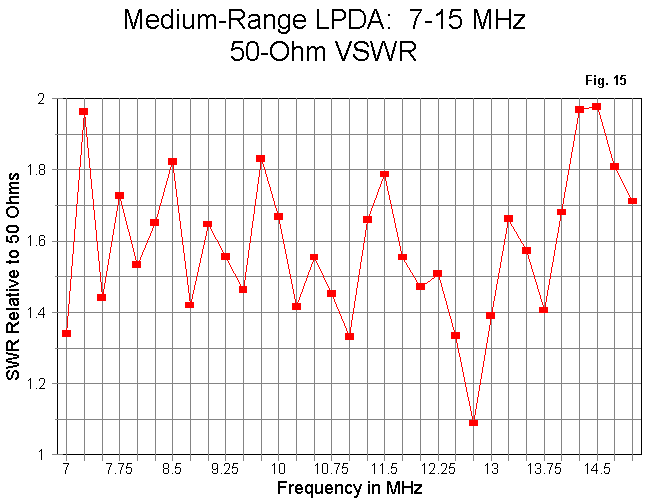 Medium-Range LPDA:  7-15 MHz
50-Ohm VSWR
Fig. 15
SWR Relative to 50 Ohms
2
1.8
1.6
1.4
1.2
1
7 7.75 8.5 9.25 10 10.75 11.5 12.25 13 13.75 14.5
Frequency in MHz